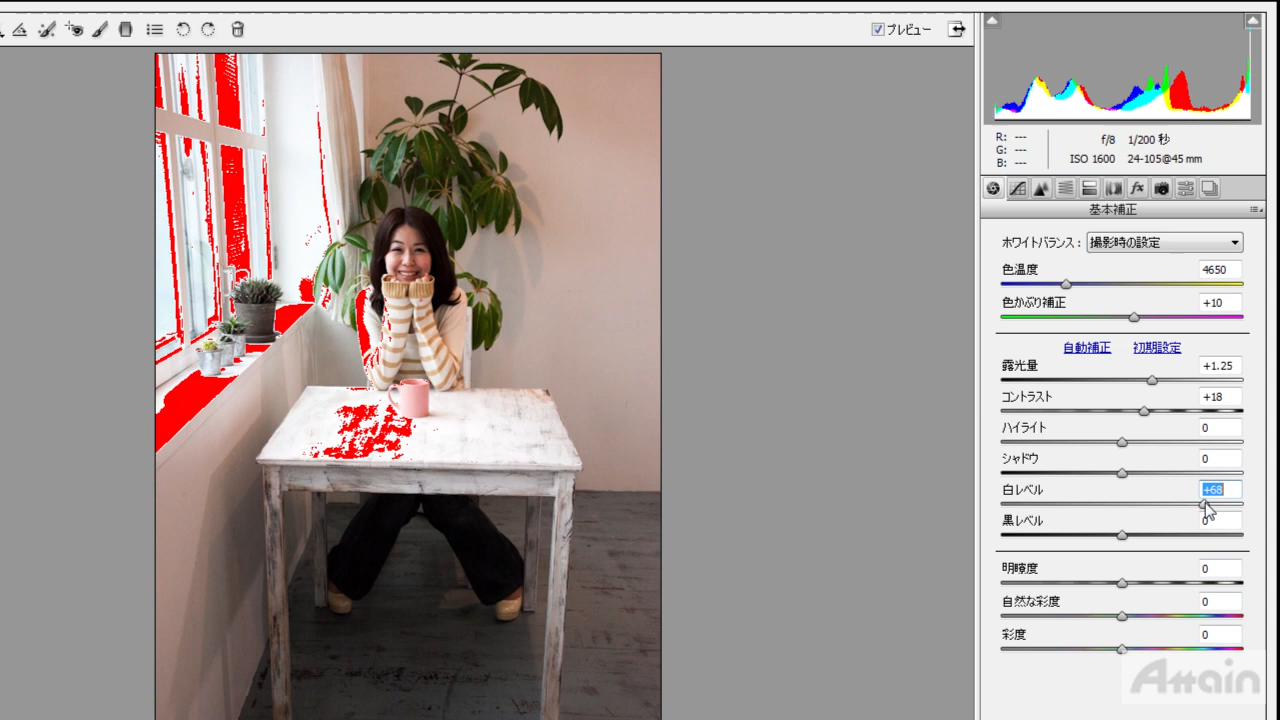 プレビュー
R: ---
G: ---
B: ---
f/8 1/200 秒
ISO 1600 24-105@45 mm
fx
基本補正
ホワイトバランス： 撮影時の設定
色温度 4650
色かぶり補正 +10
自動補正 初期設定
露光量 +1.25
コントラスト +18
ハイライト 0
シャドウ 0
白レベル +68
黒レベル 0
明瞭度 0
自然な彩度 0
彩度 0
Attain